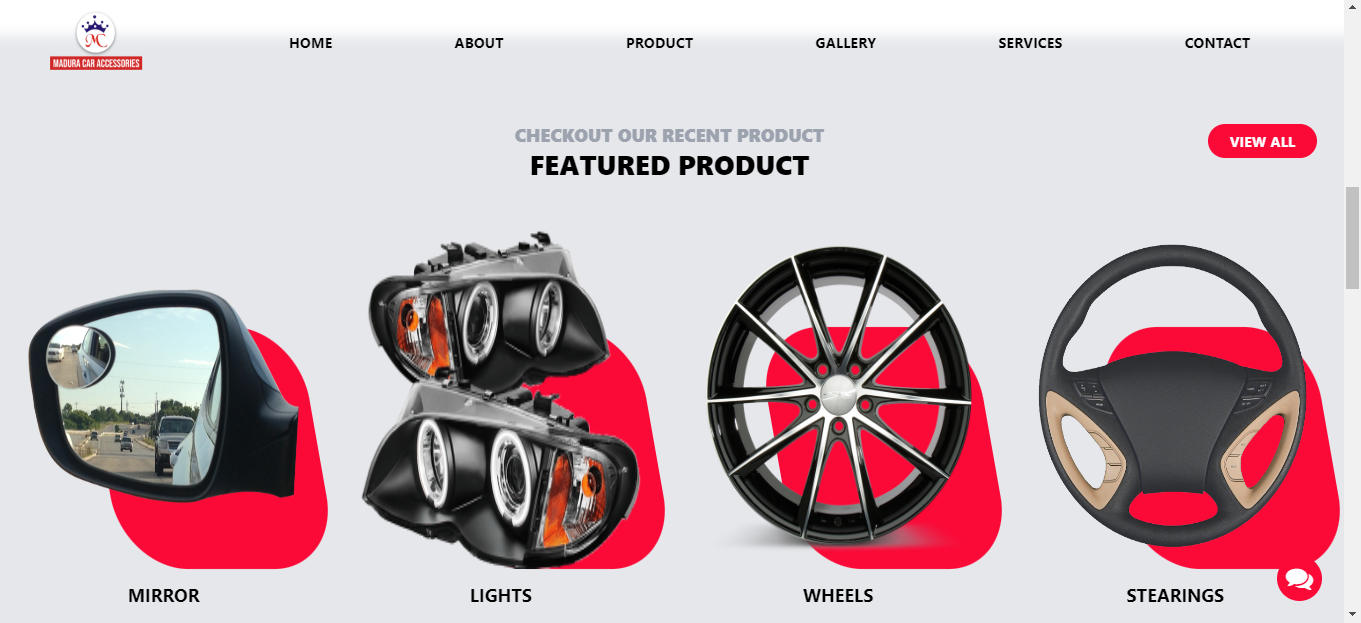 MC
MADURA CAR ACCESSORIES
HOME
ABOUT
PRODUCT
GALLERY
SERVICES
CONTACT
CHECKOUT OUR RECENT PRODUCT
FEATURED PRODUCT
VIEW ALL
MIRROR
LIGHTS
WHEELS
STEARINGS